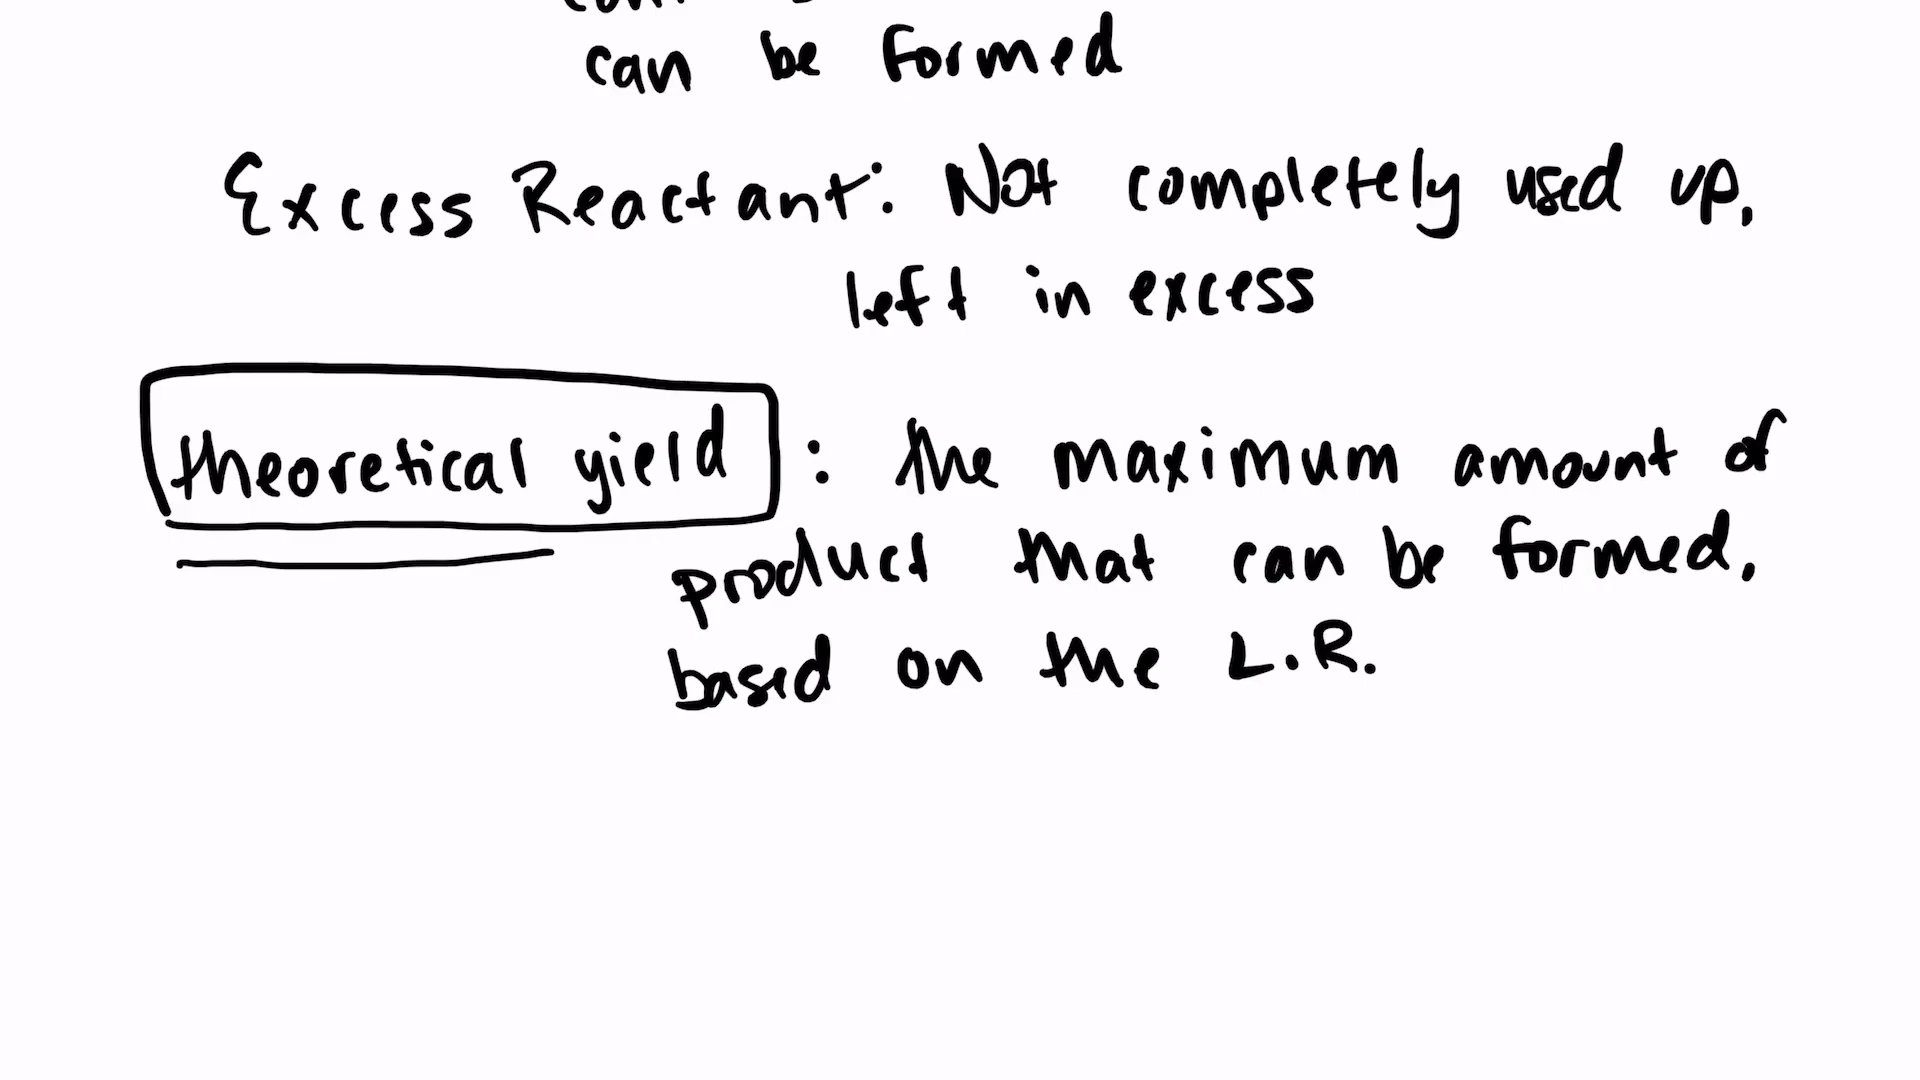 can be formed
Excess Reactant: Not completely used up,
left in excess
theoretical yield : the maximum amount of
product that can be formed,
based on the L.R.